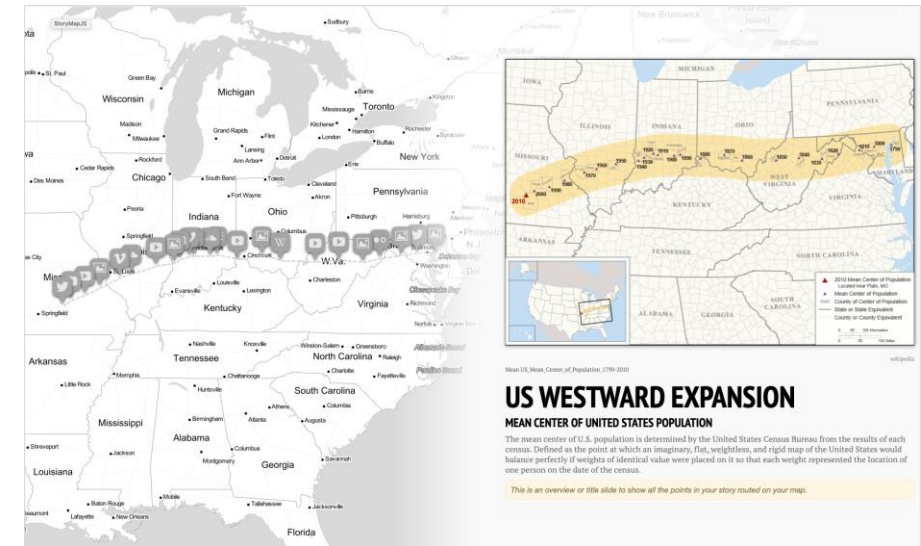 StoryMapJS
Sudbury
St. Paul
Green Bay
Wisconsin
Michigan
Barrie
Mississauga
Toronto
Kingston
Madison
Milwaukee
Grand Rapids
Flint
Kitchener
Hamilton
London
Rochester
Buffalo
Syracuse
Rockford
Lansing
Ann Arbor
Detroit
Erie
New York
Cedar Rapids
Des Moines
Chicago
South Bend
Toledo
Cleveland
Fort Wayne
Akron
Pennsylvania
Peoria
Indiana
Ohio
Pittsburgh
Harrisburg
Springfield
Columbus
W.Va.
Washington
Springfield
Evansville
Louisville
Lexington
Charleston
Kentucky
Virginia
Richmond
Norfolk
Nashville
Knoxville
Winston-Salem
Greensboro
Tennessee
North Carolina
Raleigh
Arkansas
Memphis
Chattanooga
Charlotte
Fayetteville
Little Rock
Huntsville
South Carolina
Athens
Columbia
Mississippi
Birmingham
Atlanta
Augusta
Alabama
Shreveport
Jackson
Columbus
Montgomery
Georgia
Savannah
Louisiana
Mobile
Baton Rouge
Tallahassee
Jacksonville
Lafayette
New Orleans
Florida
New Brunswick
Montréal
Ottawa
MICHIGAN
IOWA
PENNSYLVANIA
ILLINOIS
INDIANA
OHIO
MISSOURI
WEST
VIRGINIA
MARYLAND
2010
KENTUCKY
VIRGINIA
ARKANSAS
TENNESSEE
NORTH CAROLINA
SOUTH
CAROLINA
ALABAMA
GEORGIA
2010 Mean Center of Population
Located near Plato, MO
Mean Center of Population
County of Center of Population
State or State Equivalent
County or County Equivalent
wikipedia
Mean US_Mean_Center_of_Population_1790-2010
US WESTWARD EXPANSION
MEAN CENTER OF UNITED STATES POPULATION
The mean center of U.S. population is determined by the United States Census Bureau from the results of each
census. Defined as the point at which an imaginary, flat, weightless, and rigid map of the United States would
balance perfectly if weights of identical value were placed on it so that each weight represented the location of
one person on the date of the census.
This is an overview or title slide to show all the points in your story routed on your map.